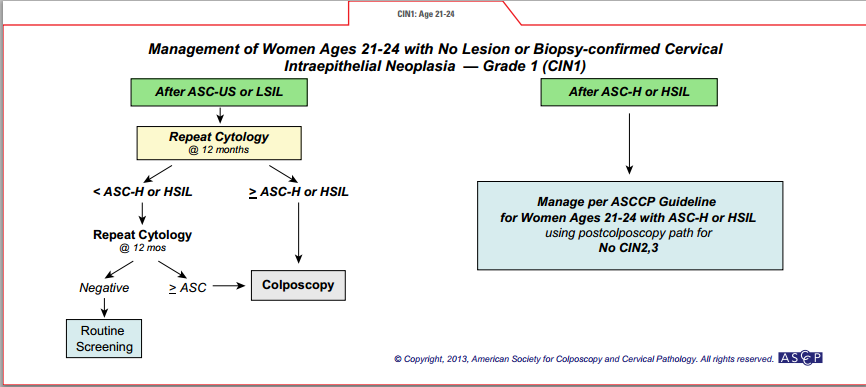 CIN1: Age 21-24
Management of Women Ages 21-24 with No Lesion or Biopsy-confirmed Cervical
Intraepithelial Neoplasia — Grade 1 (CIN1)
After ASC-US or LSIL
Repeat Cytology
@ 12 months
< ASC-H or HSIL
≥ ASC-H or HSIL
Repeat Cytology
@ 12 mos
Negative
≥ ASC
Colposcopy
Routine
Screening
After ASC-H or HSIL
Manage per ASCCP Guideline
for Women Ages 21-24 with ASC-H or HSIL
using postcolposcopy path for
No CIN2,3
© Copyright, 2013, American Society for Colposcopy and Cervical Pathology. All rights reserved.
ASCCP